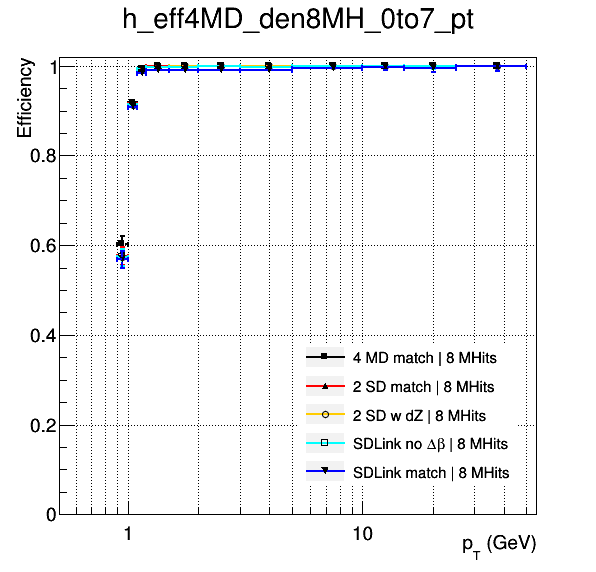 h_eff4MD_den8MH_0to7_pt
Efficiency
1
0.8
0.6
0.4
0.2
0
4 MD match | 8 MHits
2 SD match | 8 MHits
2 SD w dZ | 8 MHits
SDLink no Δβ | 8 MHits
SDLink match | 8 MHits
1 10
p_T (GeV)